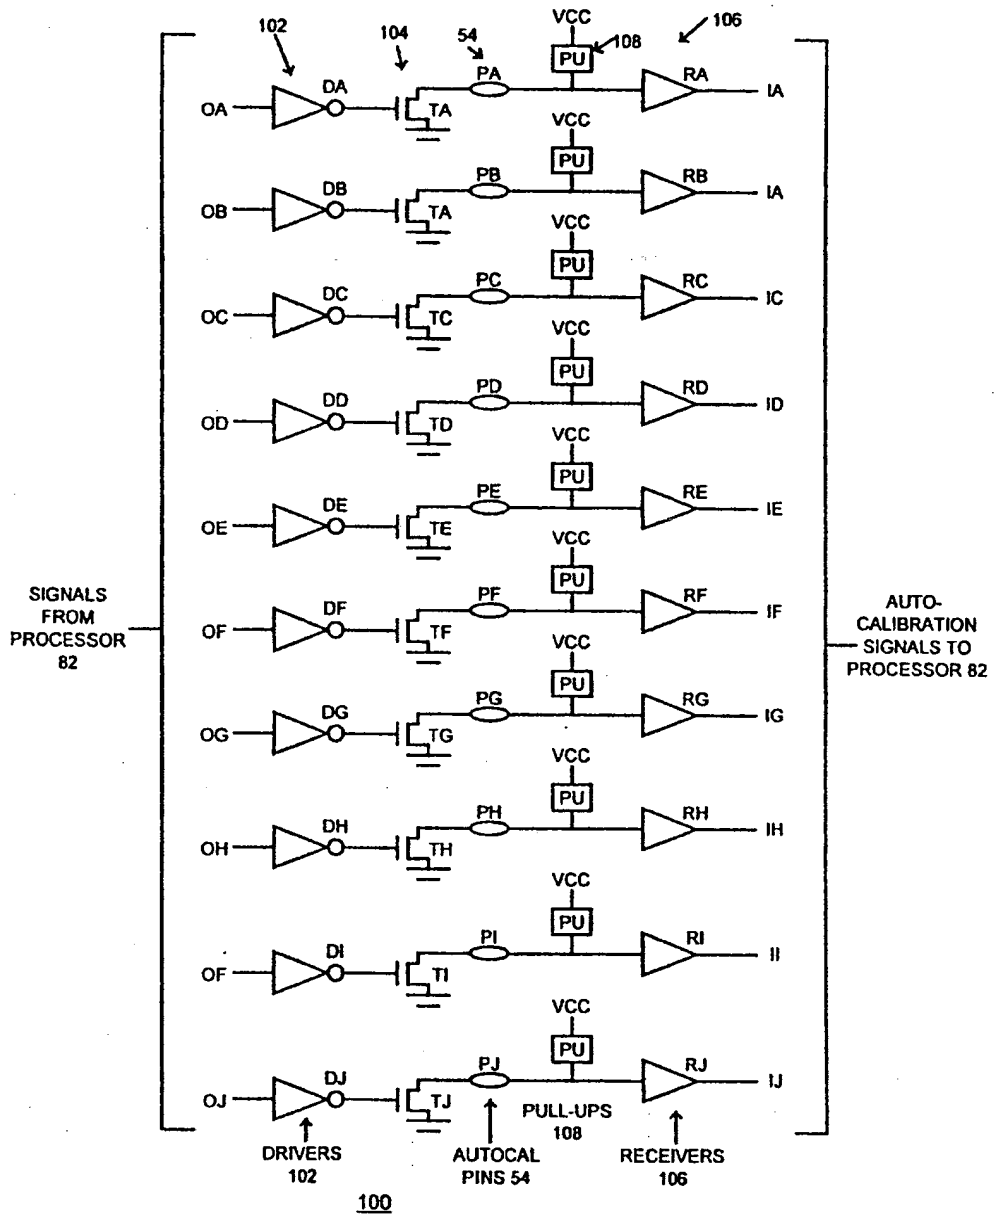 VCC
102
104
54
108
106
PU
OA
DA
TA
PA
RA
IA
VCC
PU
OB
DB
TA
PB
RB
IA
VCC
PU
OC
DC
TC
PC
RC
IC
VCC
PU
OD
DD
TD
PD
RD
ID
VCC
PU
OE
DE
TE
PE
RE
IE
VCC
PU
OF
DF
TF
PF
RF
IF
SIGNALS
FROM
PROCESSOR
82
AUTO-
CALIBRATION
SIGNALS TO
PROCESSOR 82
VCC
PU
OG
DG
TG
PG
RG
IG
VCC
PU
OH
DH
TH
PH
RH
IH
VCC
PU
OF
DI
TI
PI
RI
II
VCC
PU
OJ
DJ
TJ
PJ
RJ
IJ
DRIVERS
102
AUTOCAL
PINS 54
PULL-UPS
108
RECEIVERS
106
100